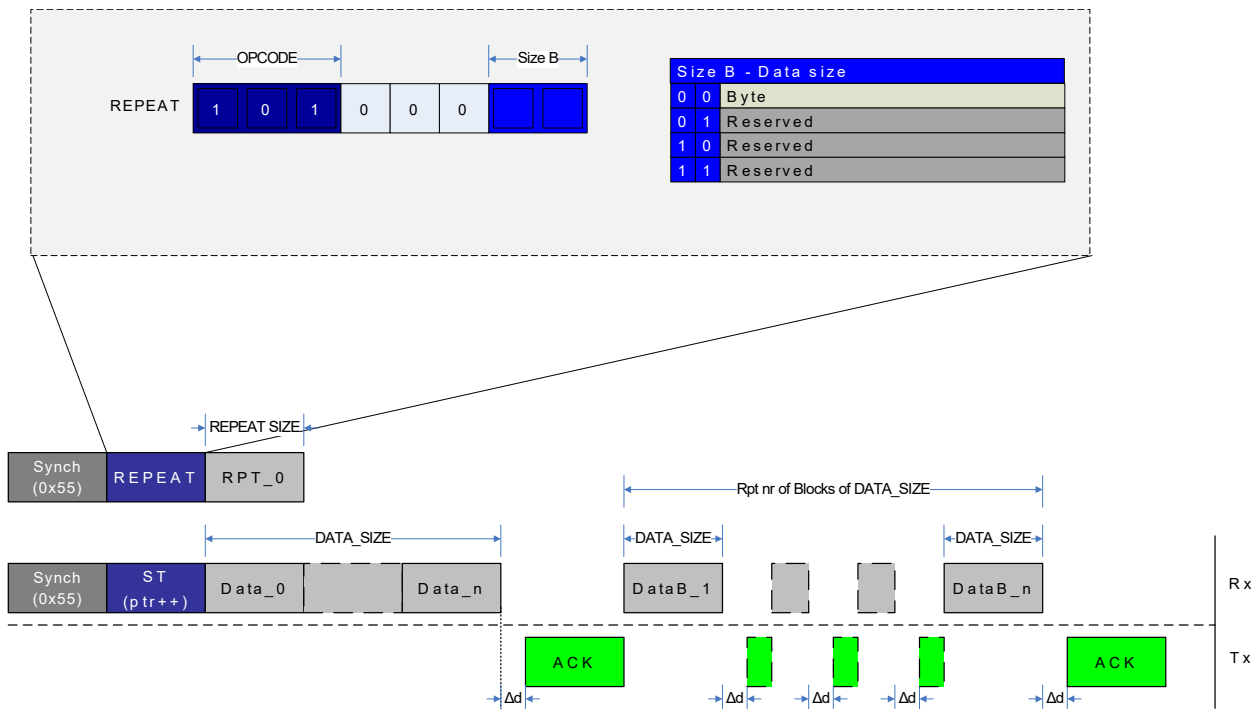 OPCODE
Size B
REPEAT
1 0 1 0 0 0
Size B - Data size
0 0 Byte
0 1 Reserved
1 0 Reserved
1 1 Reserved
REPEAT SIZE
Synch
(0x55)
REPEAT
RPT_0
Rpt nr of Blocks of DATA_SIZE
DATA_SIZE
DATA_SIZE
DATA_SIZE
Synch
(0x55)
ST
(ptr++)
Data_0
Data_n
DataB_1
DataB_n
Rx
ACK
ACK
Tx
Δd
Δd
Δd
Δd
Δd